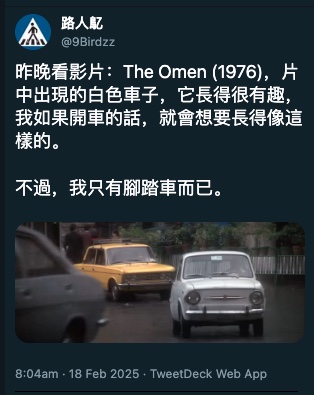 路人鳦
@9Birdzz
昨晚看影片：The Omen (1976)，片
中出現的白色車子，它長得很有趣，
我如果開車的話，就會想要長得像這
樣的。
不過，我只有腳踏車而已。
8:04am · 18 Feb 2025 · TweetDeck Web App